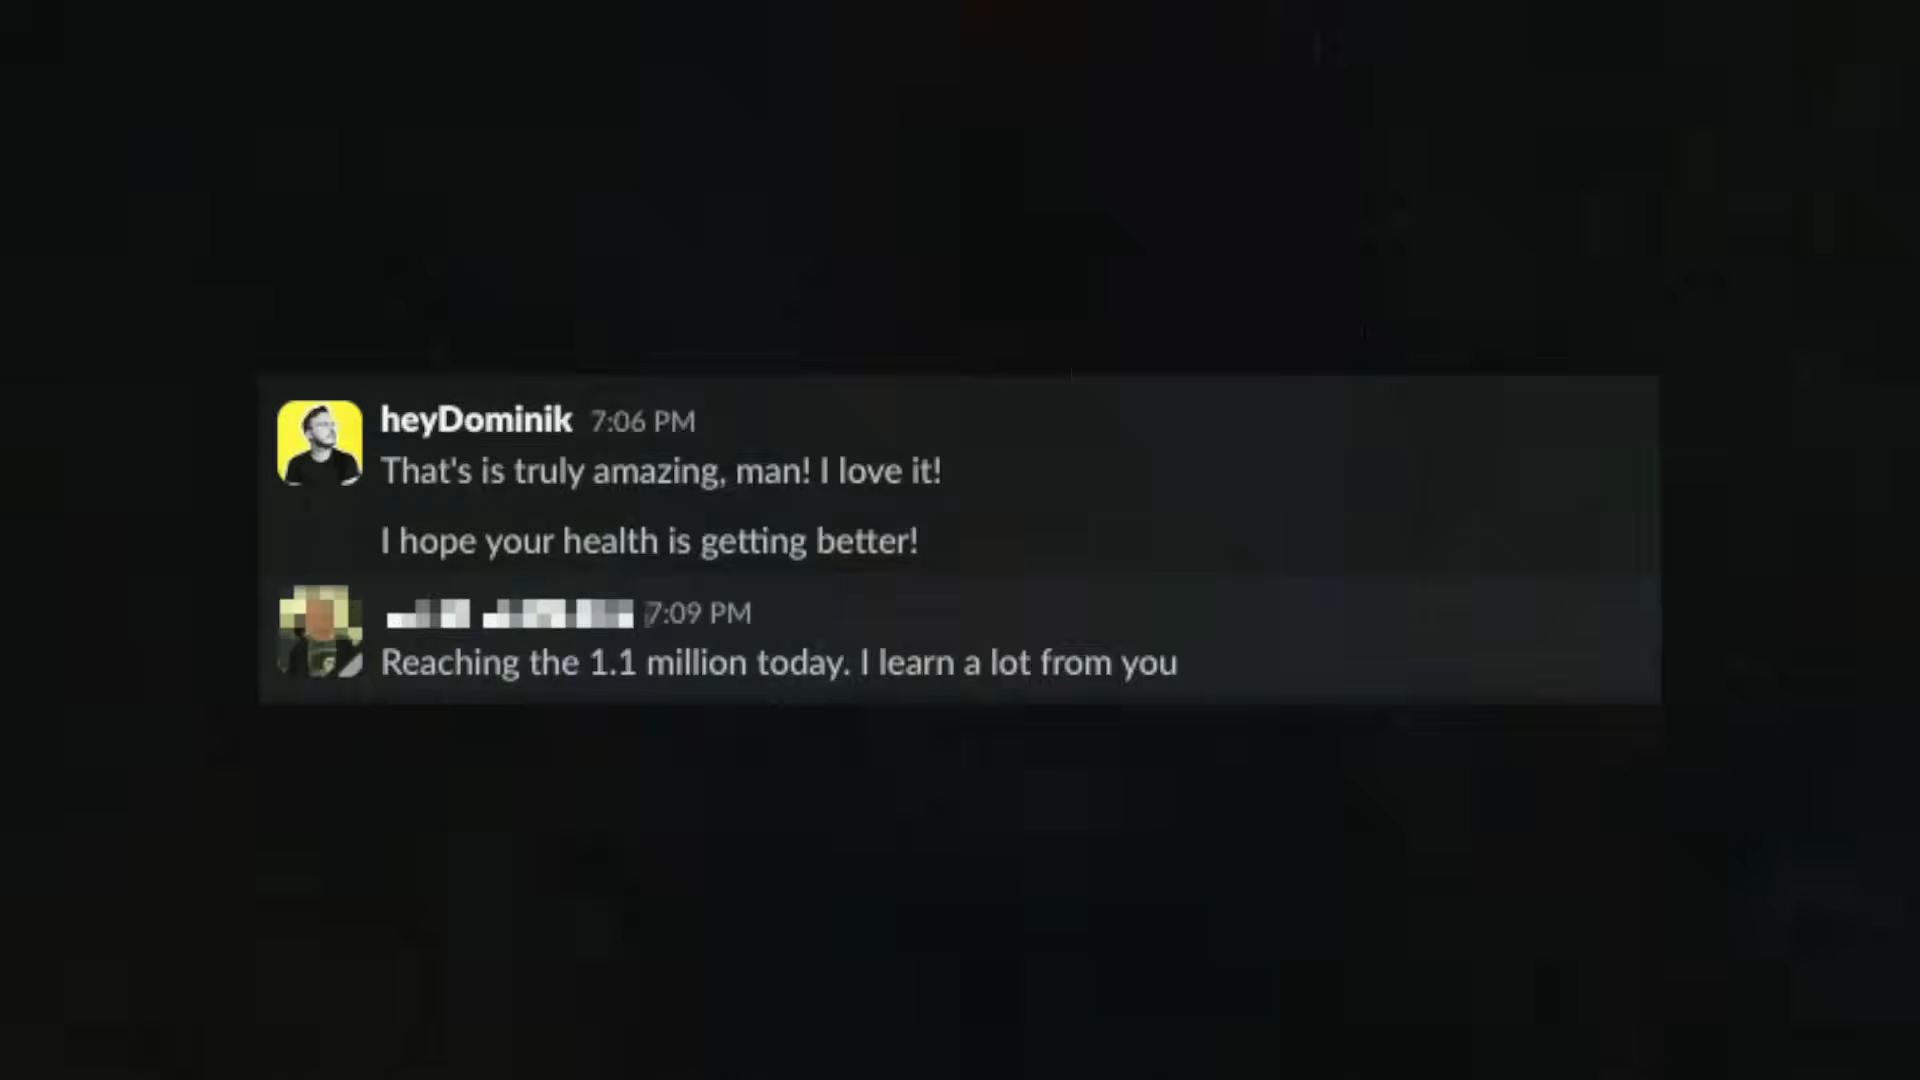 heyDominik 7:06 PM
That's is truly amazing, man! I love it!
I hope your health is getting better!
7:09 PM
Reaching the 1.1 million today. I learn a lot from you